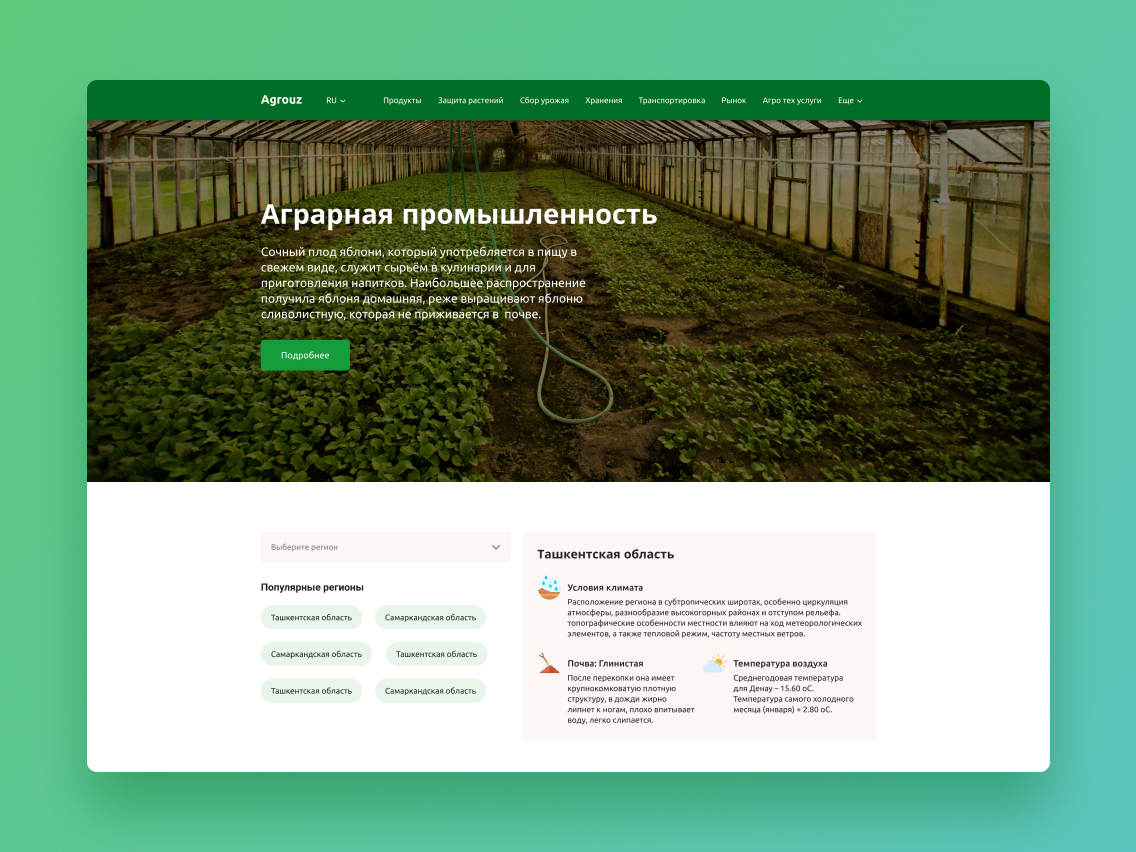 Agrouz
RU
Продукты
Защита растений
Сбор урожая
Хранения
Транспортировка
Рынок
Агро тех услуги
Еще
Аграрная промышленность
Сочный плод яблони, который употребляется в пищу в
свежем виде, служит сырьём в кулинарии и для
приготовления напитков. Наибольшее распространение
получила яблоня домашняя, реже выращивают яблоню
сливолистную, которая не приживается в почве.
Подробнее
Выберите регион
Популярные регионы
Ташкентская область
Самаркандская область
Самаркандская область
Ташкентская область
Ташкентская область
Самаркандская область
Ташкентская область
Условия климата
Расположение региона в субтропических широтах, особенно циркуляция
атмосферы, разнообразие высокогорных районах и отступом рельефа.
топографические особенности местности влияют на ход метеорологических
элементов, а также тепловой режим, частоту местных ветров.
Почва: Глинистая
После перекопки она имеет
крупнокомковатую плотную
структуру, в дожди жирно
липнет к ногам, плохо впитывает
воду, легко слипается.
Температура воздуха
Среднегодовая температура
для Денау – 15.60 оС.
Температура самого холодного
месяца (января) + 2.80 оС.